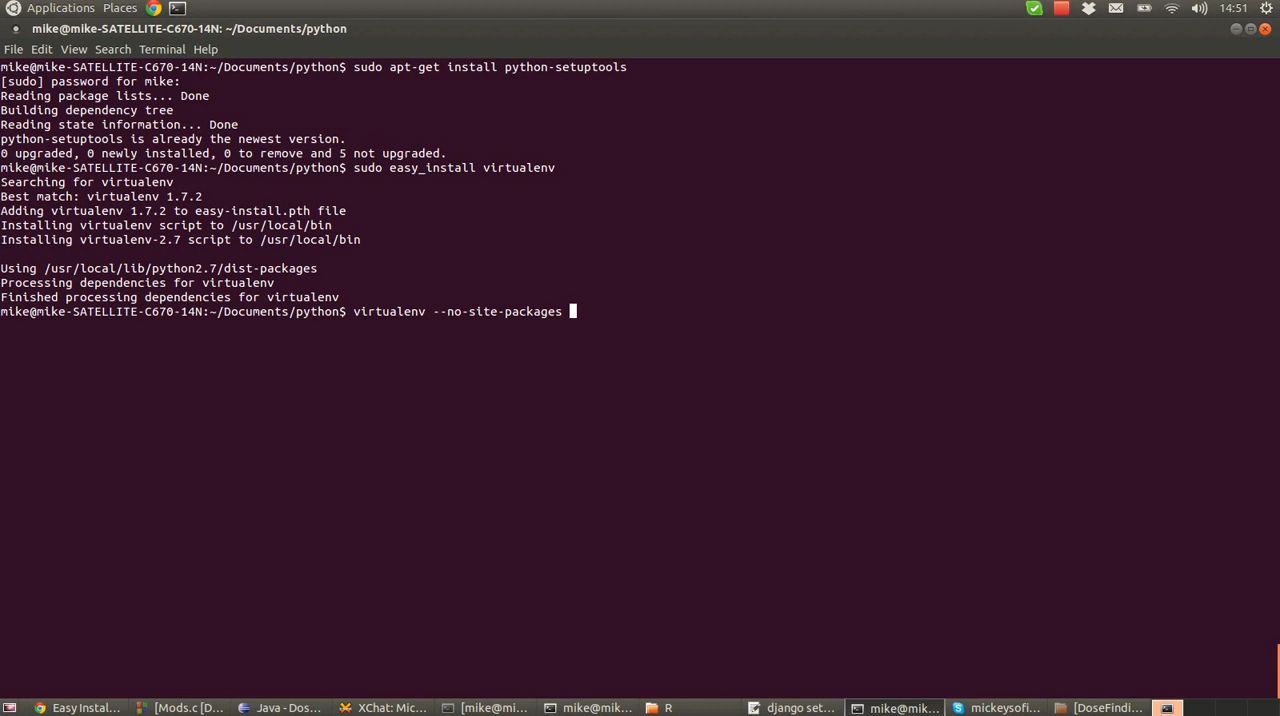 Applications Places 14:51
mike@mike-SATELLITE-C670-14N: ~/Documents/python
File Edit View Search Terminal Help
mike@mike-SATELLITE-C670-14N:~/Documents/python$ sudo apt-get install python-setuptools
[sudo] password for mike:
Reading package lists... Done
Building dependency tree
Reading state information... Done
python-setuptools is already the newest version.
0 upgraded, 0 newly installed, 0 to remove and 5 not upgraded.
mike@mike-SATELLITE-C670-14N:~/Documents/python$ sudo easy_install virtualenv
Searching for virtualenv
Best match: virtualenv 1.7.2
Adding virtualenv 1.7.2 to easy-install.pth file
Installing virtualenv script to /usr/local/bin
Installing virtualenv-2.7 script to /usr/local/bin
Using /usr/local/lib/python2.7/dist-packages
Processing dependencies for virtualenv
Finished processing dependencies for virtualenv
mike@mike-SATELLITE-C670-14N:~/Documents/python$ virtualenv --no-site-packages
Easy Instal... [Mods.c [D... Java - Dos... XChat: Mic... [mike@mi... mike@mik... R django set... mike@mik... mickeysofi... [DoseFindi...